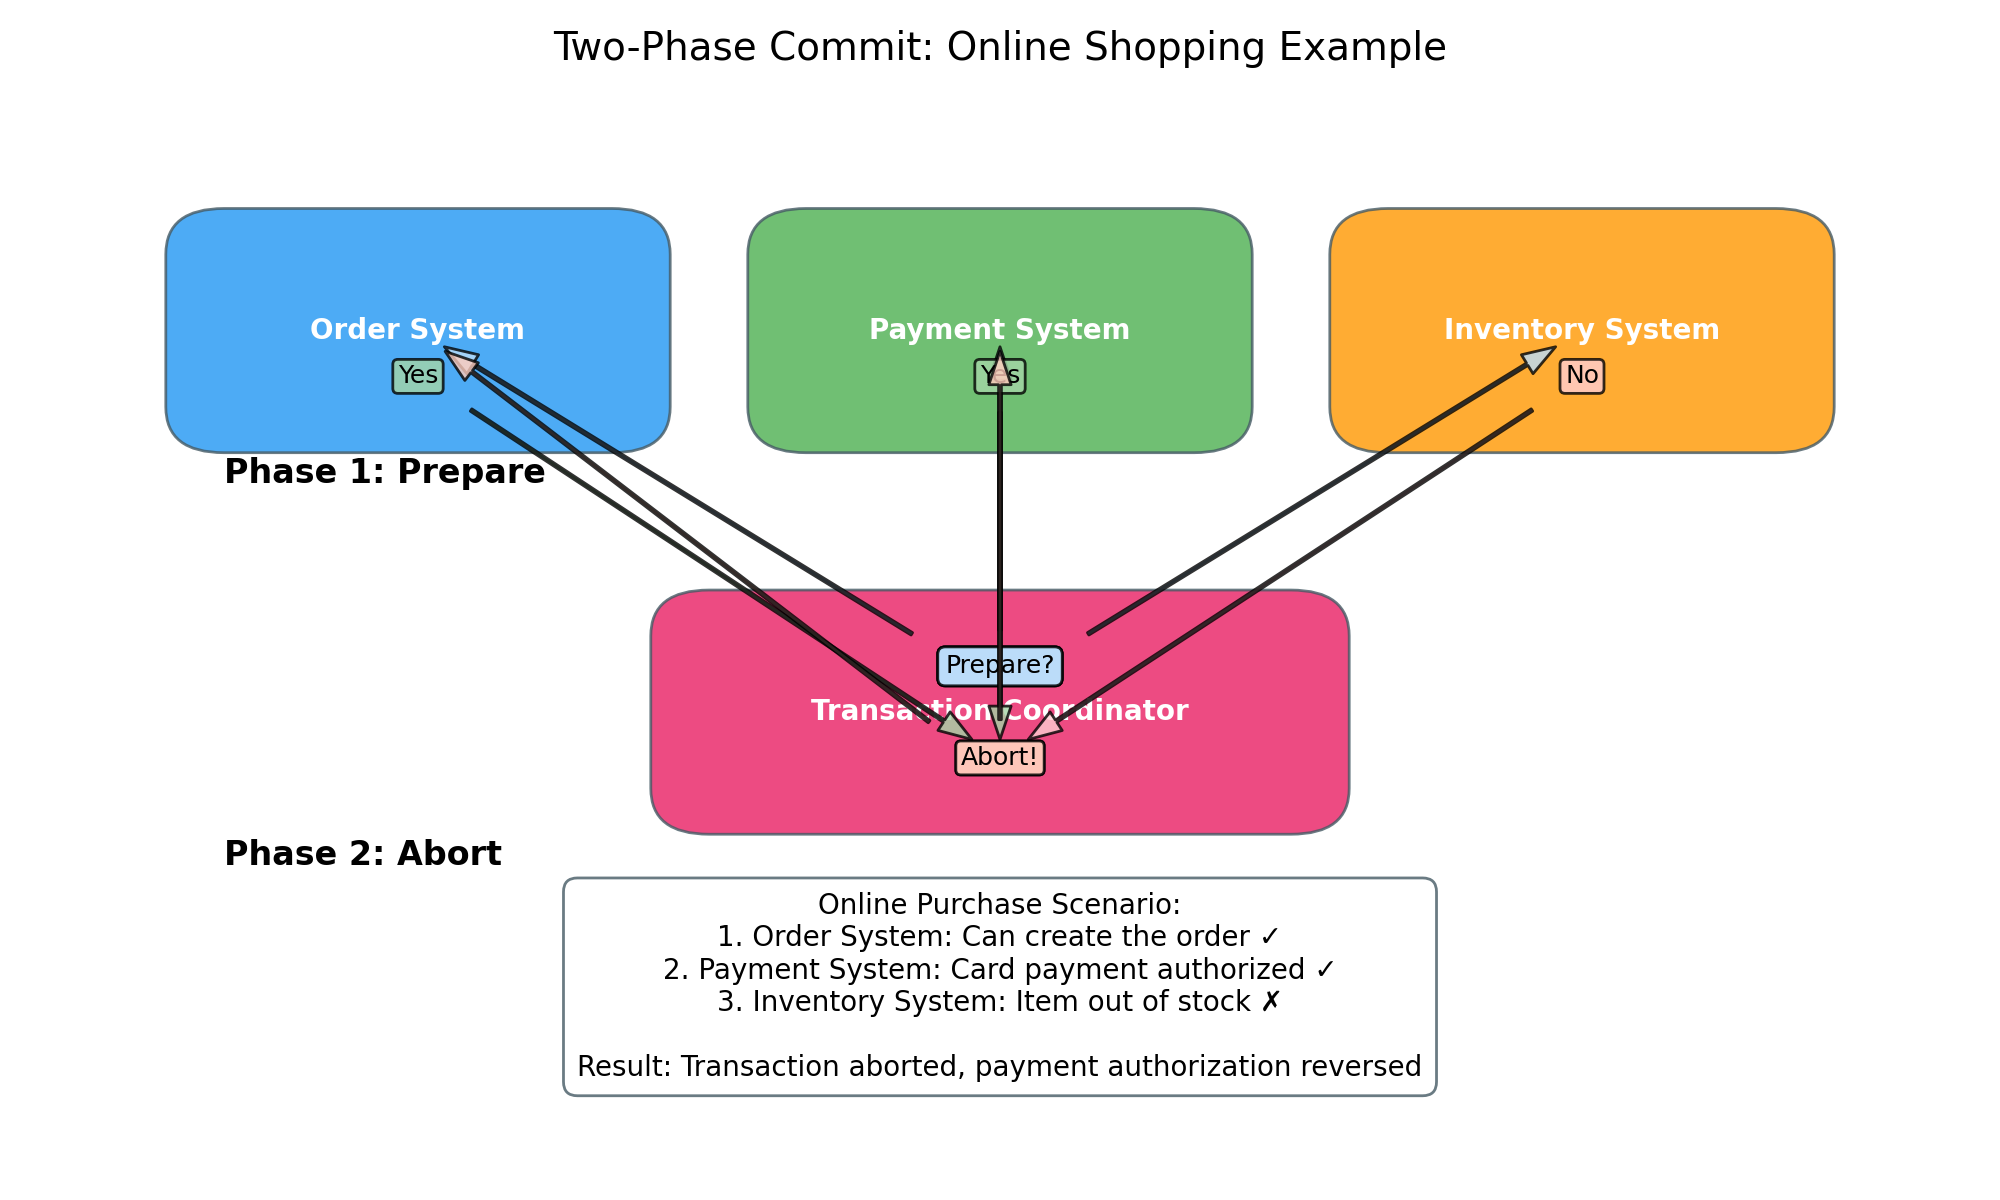 Two-Phase Commit: Online Shopping Example
Order System
Payment System
Inventory System
Yes
Yes
No
Phase 1: Prepare
Prepare?
Transaction Coordinator
Abort!
Phase 2: Abort
Online Purchase Scenario:
1. Order System: Can create the order ✓
2. Payment System: Card payment authorized ✓
3. Inventory System: Item out of stock ✗
Result: Transaction aborted, payment authorization reversed